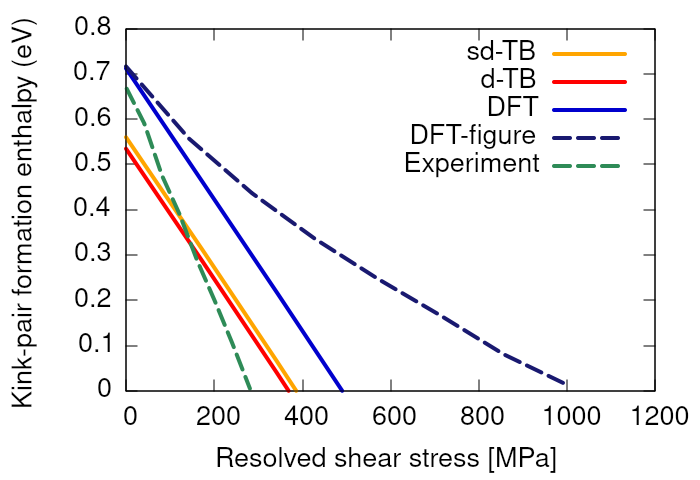 Kink-pair formation enthalpy (eV)
0.8
0.7
0.6
0.5
0.4
0.3
0.2
0.1
0
sd-TB
d-TB
DFT
DFT-figure
Experiment
0 200 400 600 800 1000 1200
Resolved shear stress [MPa]